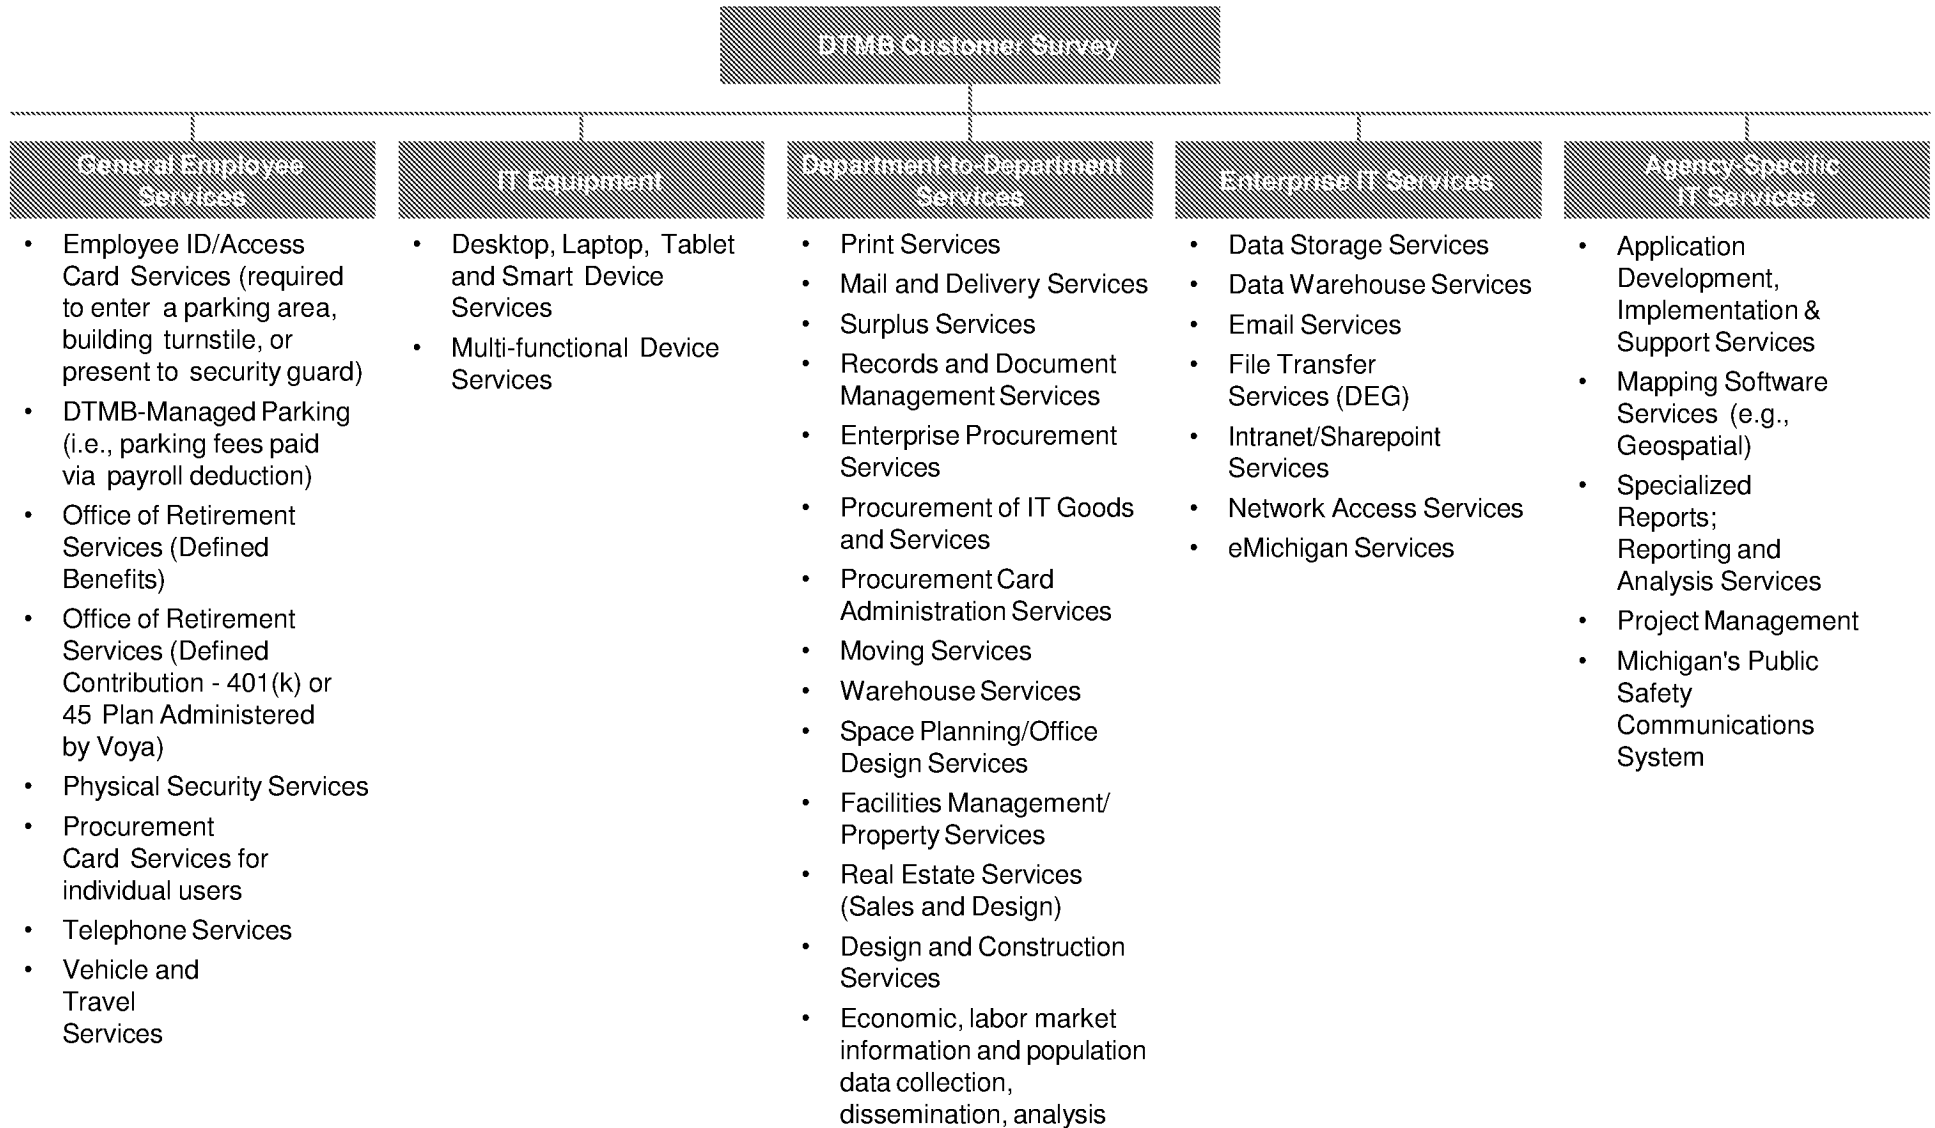 DTMB Customer Survey
General Employee
Services
Employee ID/Access
Card Services (required
to enter a parking area,
building turnstile, or
present to security guard)
DTMB-Managed Parking
(i.e., parking fees paid
via payroll deduction)
Office of Retirement
Services (Defined
Benefits)
Office of Retirement
Services (Defined
Contribution - 401(k) or
45 Plan Administered
by Voya)
Physical Security Services
Procurement
Card Services for
individual users
Telephone Services
Vehicle and
Travel
Services
IT Equipment
Desktop, Laptop, Tablet
and Smart Device
Services
Multi-functional Device
Services
Department-to-Department
Services
Print Services
Mail and Delivery Services
Surplus Services
Records and Document
Management Services
Enterprise Procurement
Services
Procurement of IT Goods
and Services
Procurement Card
Administration Services
Moving Services
Warehouse Services
Space Planning/Office
Design Services
Facilities Management/
Property Services
Real Estate Services
(Sales and Design)
Design and Construction
Services
Economic, labor market
information and population
data collection,
dissemination, analysis
Enterprise IT Services
Data Storage Services
Data Warehouse Services
Email Services
File Transfer
Services (DEG)
Intranet/Sharepoint
Services
Network Access Services
eMichigan Services
Agency-Specific
IT Services
Application
Development,
Implementation &
Support Services
Mapping Software
Services (e.g.,
Geospatial)
Specialized
Reports;
Reporting and
Analysis Services
Project Management
Michigan's Public
Safety
Communications
System